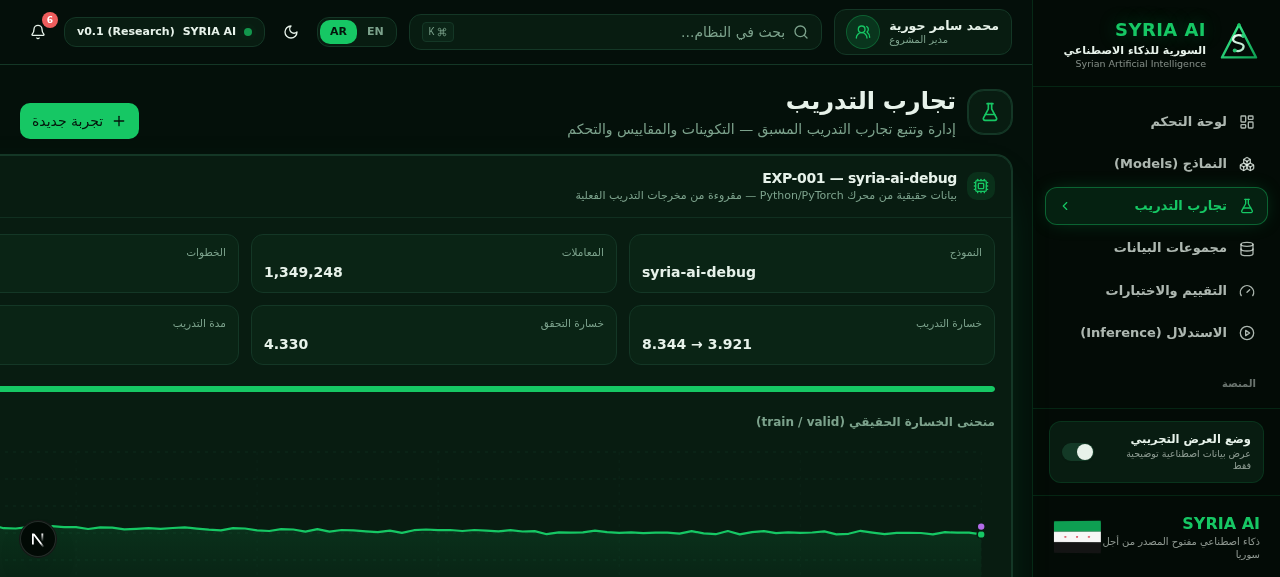 SYRIA AI
السورية للذكاء الاصطناعي
Syrian Artificial Intelligence
لوحة التحكم
النماذج (Models)
تجارب التدريب
مجموعات البيانات
التقييم والاختبارات
الاستدلال (Inference)
المنصة
وضع العرض التجريبي
عرض بيانات اصطناعية توضيحية
فقط
SYRIA AI
ذكاء اصطناعي مفتوح المصدر من أجل
سوريا
محمد سامر حورية
مدير المشروع
بحث في النظام...
⌘K
EN
AR
SYRIA AI v0.1 (Research)
6
تجارب التدريب
إدارة وتتبع تجارب التدريب المسبق — التكوينات والمقاييس والتحكم
تجربة جديدة
EXP-001 — syria-ai-debug
بيانات حقيقية من محرك Python/PyTorch — مقروءة من مخرجات التدريب الفعلية
النموذج
syria-ai-debug
المعاملات
1,349,248
الخطوات
خسارة التدريب
8.344 → 3.921
خسارة التحقق
4.330
مدة التدريب
منحنى الخسارة الحقيقي (train / valid)